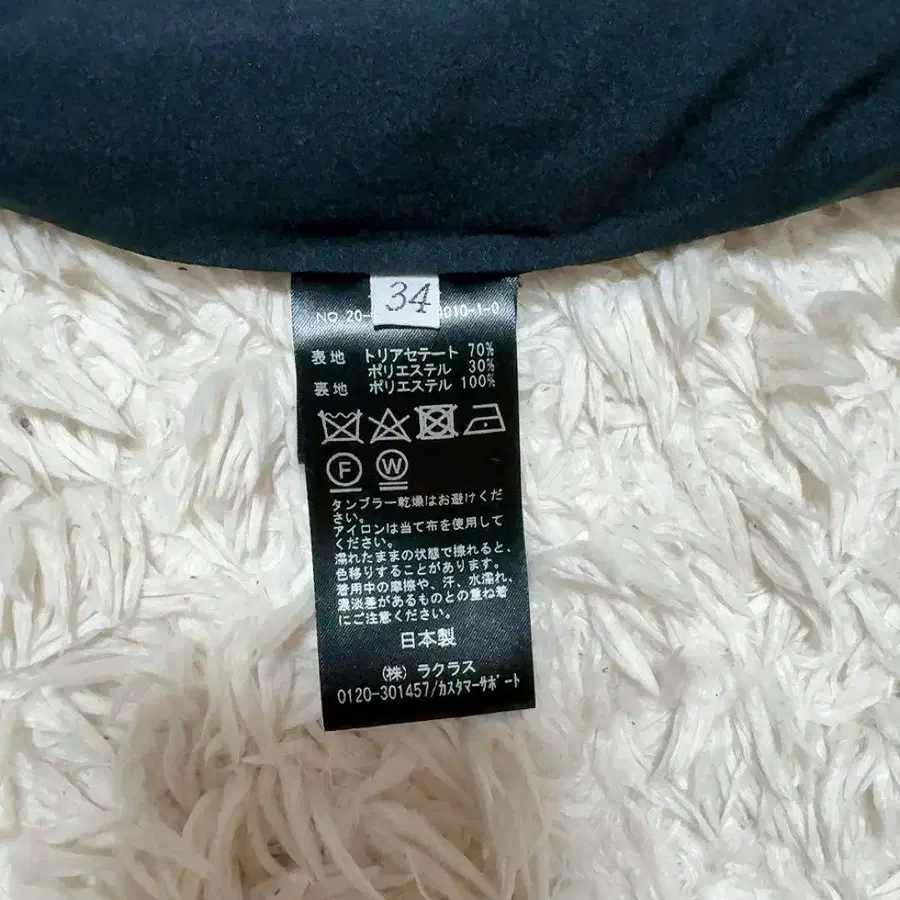 34
NO. 20- 010-1-0
表地 トリアセテート 70%
ポリエステル 30%
裏地 ポリエステル 100%
F W
タンブラー乾燥はお避けくだ
さい。
アイロンは当て布を使用して
ください。
濡れたままの状態で擦れると、
色移りすることがあります。
着用中の摩擦や、汗、水濡れ、
濃淡差があるものとの重ね着
にご注意ください。
日本製
(株) ラクラス
0120-301457/カスタマーサポート